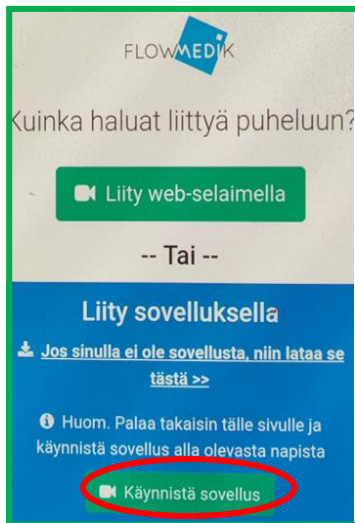 FLOWMEDiK
Kuinka haluat liittyä puheluun?
Liity web-selaimella
-- Tai --
Liity sovelluksella
Jos sinulla ei ole sovellusta, niin lataa se
tästä >>
Huom. Palaa takaisin tälle sivulle ja
käynnistä sovellus alla olevasta napista
Käynnistä sovellus